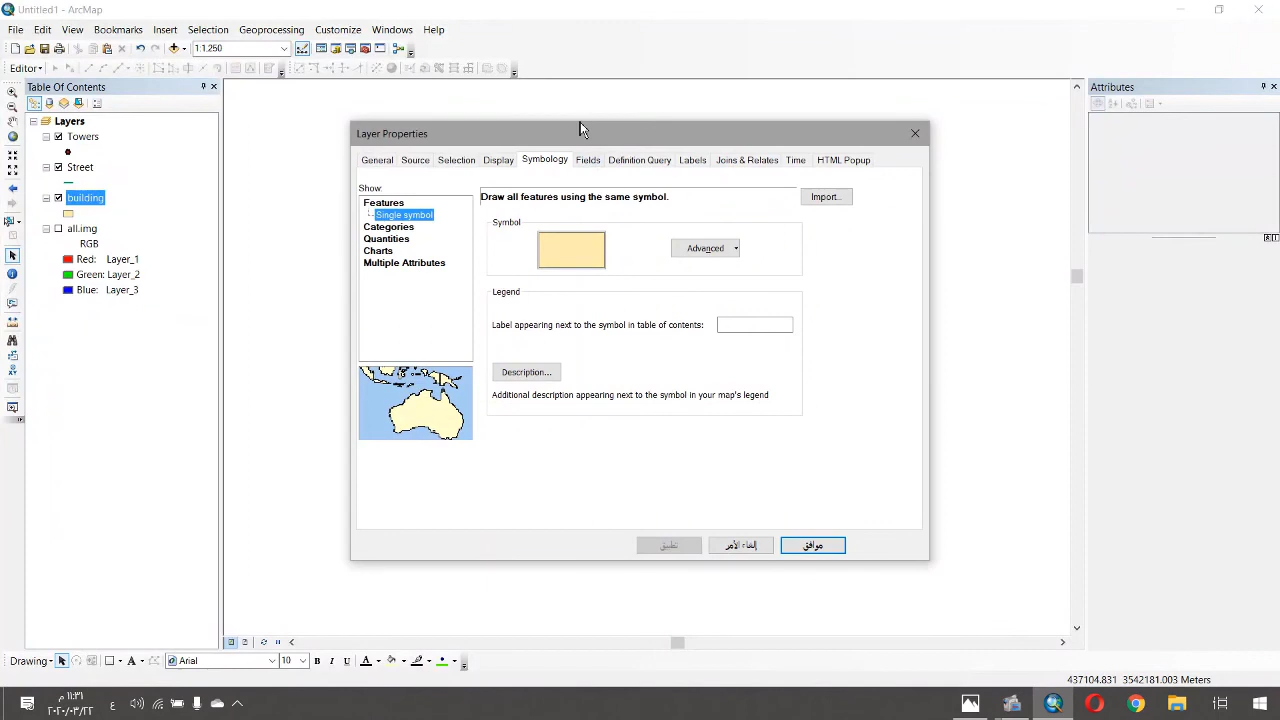 Untitled1 - ArcMap
File Edit View Bookmarks Insert Selection Geoprocessing Customize Windows Help
1:1,250
Editor
Table Of Contents
Layers
Towers
Street
building
all.img
RGB
Red: Layer_1
Green: Layer_2
Blue: Layer_3
Layer Properties
General Source Selection Display Symbology Fields Definition Query Labels Joins & Relates Time HTML Popup
Show:
Features
Single symbol
Categories
Quantities
Charts
Multiple Attributes
Draw all features using the same symbol.
Import...
Symbol
Advanced
Legend
Label appearing next to the symbol in table of contents:
Description...
Additional description appearing next to the symbol in your map's legend
تطبيق
إلغاء الأمر
موافق
Attributes
Drawing
A
Arial
10
B I U A
437104.831 3542181.003 Meters
١١:٣١ م
٢٠٢٠/٠٣/٢٢
ع